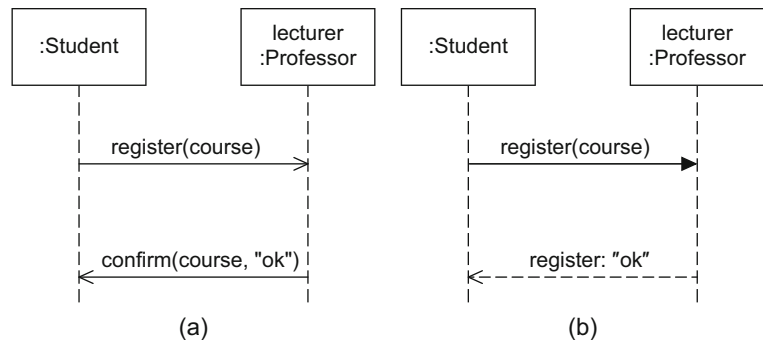 :Student
lecturer
:Professor
register(course)
confirm(course, "ok")
(a)
:Student
lecturer
:Professor
register(course)
register: "ok"
(b)